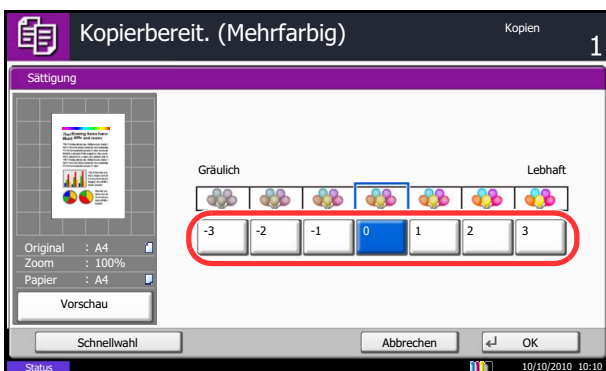 Kopierbereit. (Mehrfarbig)
Kopien
1
Sättigung
Gräulich
Lebhaft
-3 -2 -1 0 1 2 3
Original : A4
Zoom : 100%
Papier : A4
Vorschau
Schnellwahl
Abbrechen
OK
Status
10/10/2010 10:10